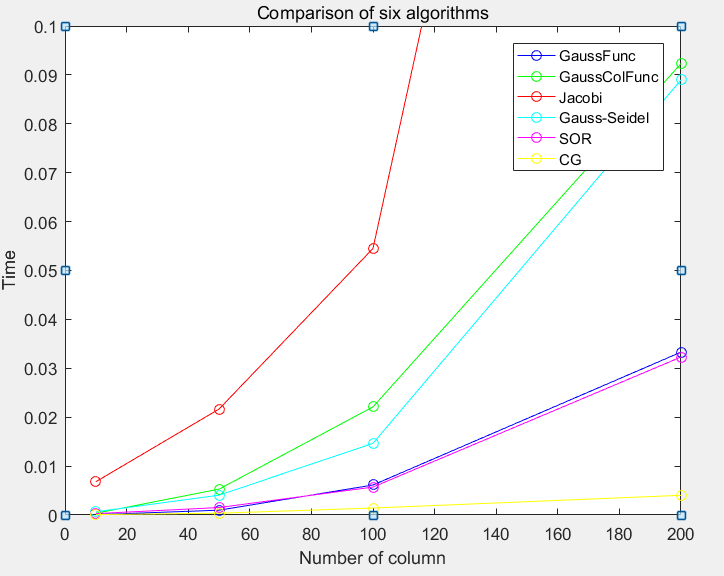 Comparison of six algorithms
0.1
0.09
0.08
0.07
0.06
0.05
0.04
0.03
0.02
0.01
0
Time
GaussFunc
GaussColFunc
Jacobi
Gauss-Seidel
SOR
CG
0 20 40 60 80 100 120 140 160 180 200
Number of column